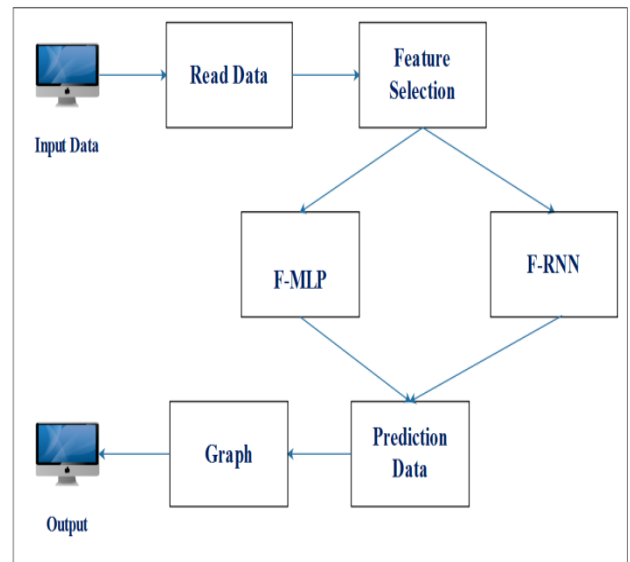 Input Data
Read Data
Feature
Selection
F-MLP
F-RNN
Prediction
Data
Graph
Output